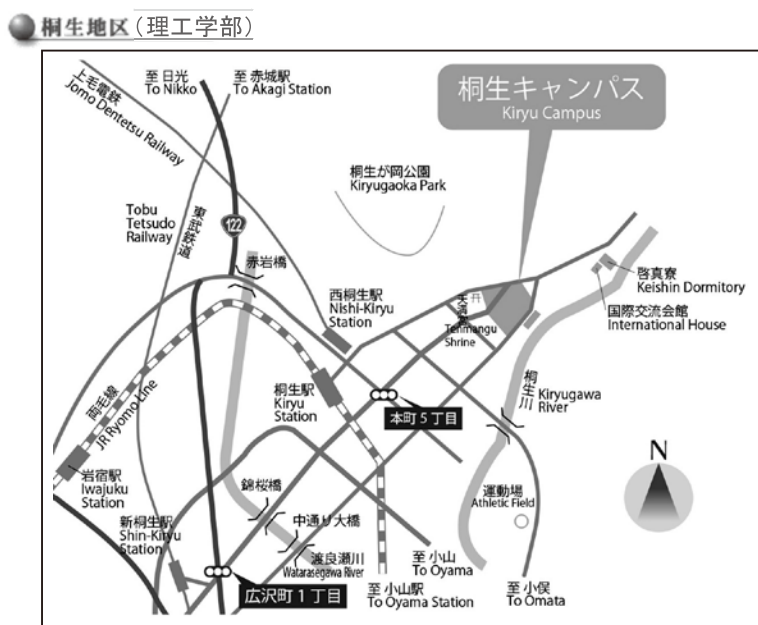 桐生地区(理工学部)
至 日光
To Nikko
至 赤城駅
To Akagi Station
上毛電鉄
Jomo Dentetsu Railway
桐生キャンパス
Kiryu Campus
桐生が岡公園
Kiryugaoka Park
Tobu
Tetsudo
Railway
東武鉄道
122
赤岩橋
西桐生駅
Nishi-Kiryu
Station
天満宮
Tenmangu
Shrine
啓真寮
Keishin Dormitory
国際交流会館
International House
両毛線
JR Ryomo Line
桐生駅
Kiryu
Station
本町5丁目
桐生川
Kiryugawa
River
岩宿駅
Iwajuku
Station
錦桜橋
運動場
Athletic Field
N
新桐生駅
Shin-Kiryu
Station
中通り大橋
渡良瀬川
Watarasegawa River
至 小山
To Oyama
広沢町1丁目
至 小山駅
To Oyama Station
至 小俣
To Omata